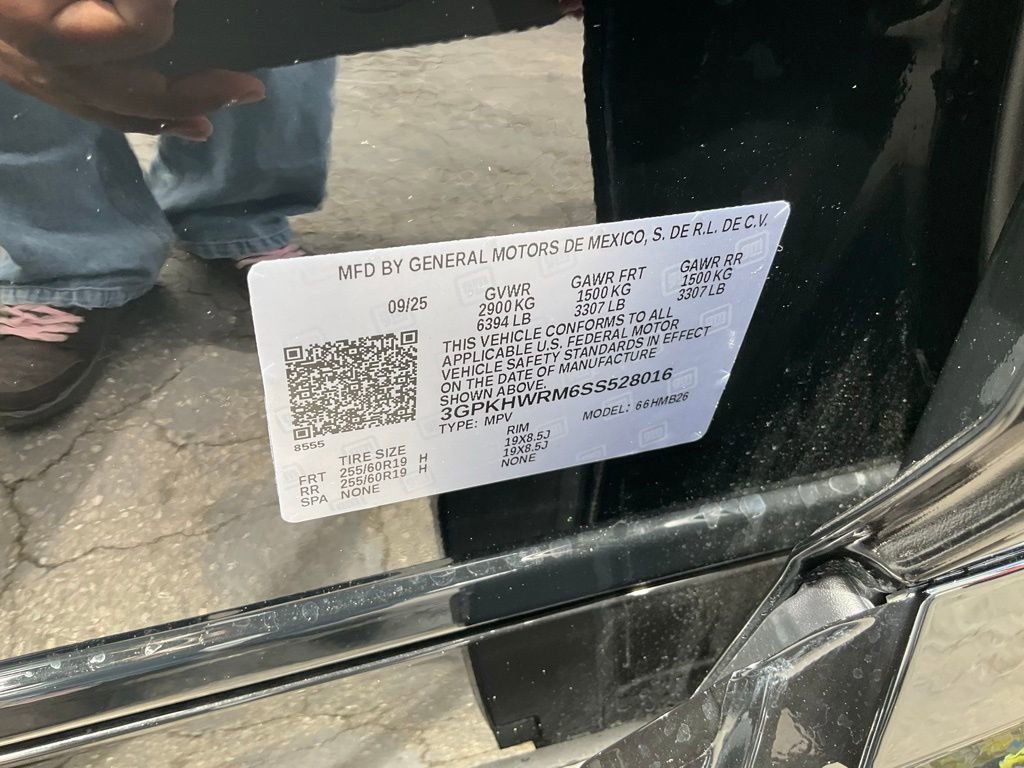 MFD BY GENERAL MOTORS DE MEXICO, S. DE R.L. DE C.V.
09/25
GVWR
2900 KG
6394 LB
GAWR FRT
1500 KG
3307 LB
GAWR RR
1500 KG
3307 LB
THIS VEHICLE CONFORMS TO ALL
APPLICABLE U.S. FEDERAL MOTOR
VEHICLE SAFETY STANDARDS IN EFFECT
ON THE DATE OF MANUFACTURE
SHOWN ABOVE.
3GPKHWRM6SS528016
TYPE: MPV MODEL: 66HMB26
8555
TIRE SIZE RIM
FRT 255/60R19 H 19X8.5J
RR 255/60R19 H 19X8.5J
SPA NONE NONE